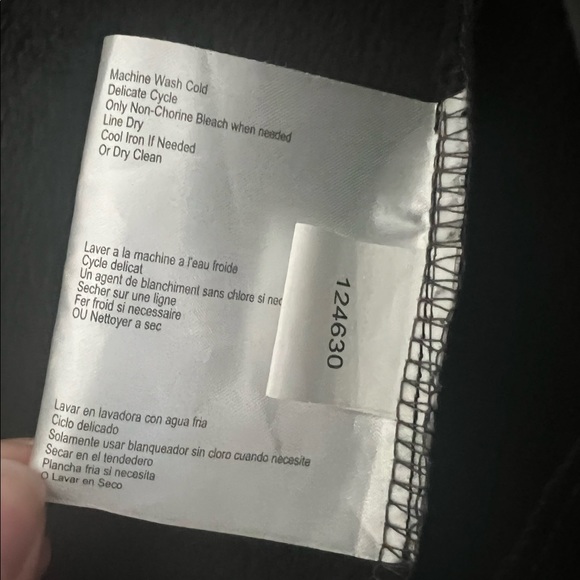 Machine Wash Cold
Delicate Cycle
Only Non-Chorine Bleach when needed
Line Dry
Cool Iron If Needed
Or Dry Clean
Laver a la machine a l'eau froide
Cycle delicat
Un agent de blanchiment sans chlore si
Secher sur une ligne
Fer froid si necessaire
OU Nettoyer a sec
124630
Lavar en lavadora con agua fria
Ciclo delicado
Solamente usar blanqueador sin cloro cuando necesite
Secar en el tendedero
Plancha fria si necesita
O Lavar en Seco